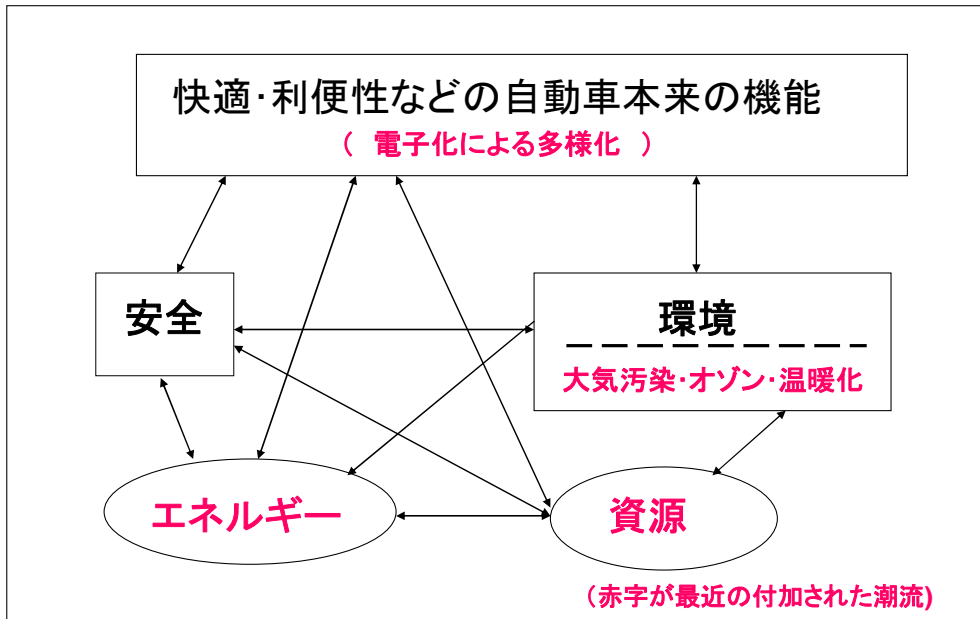 快適･利便性などの自動車本来の機能
（ 電子化による多様化 ）
安全
環境
大気汚染･オゾン･温暖化
エネルギー
資源
（赤字が最近の付加された潮流)